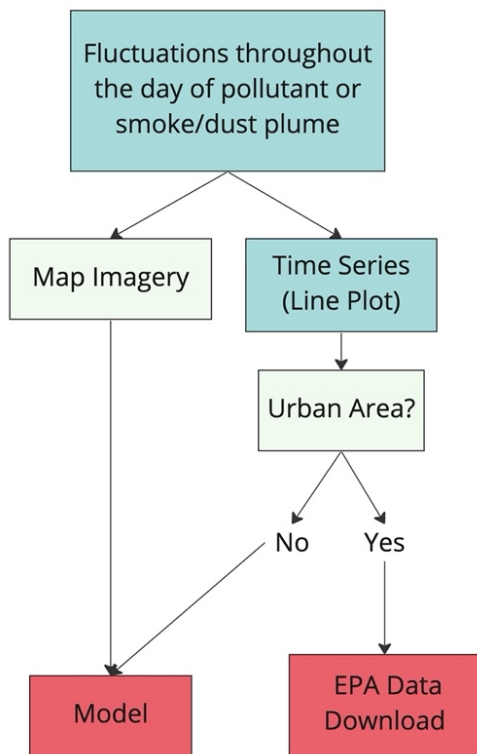 Fluctuations throughout
the day of pollutant or
smoke/dust plume
Map Imagery
Time Series
(Line Plot)
Urban Area?
No
Yes
Model
EPA Data
Download